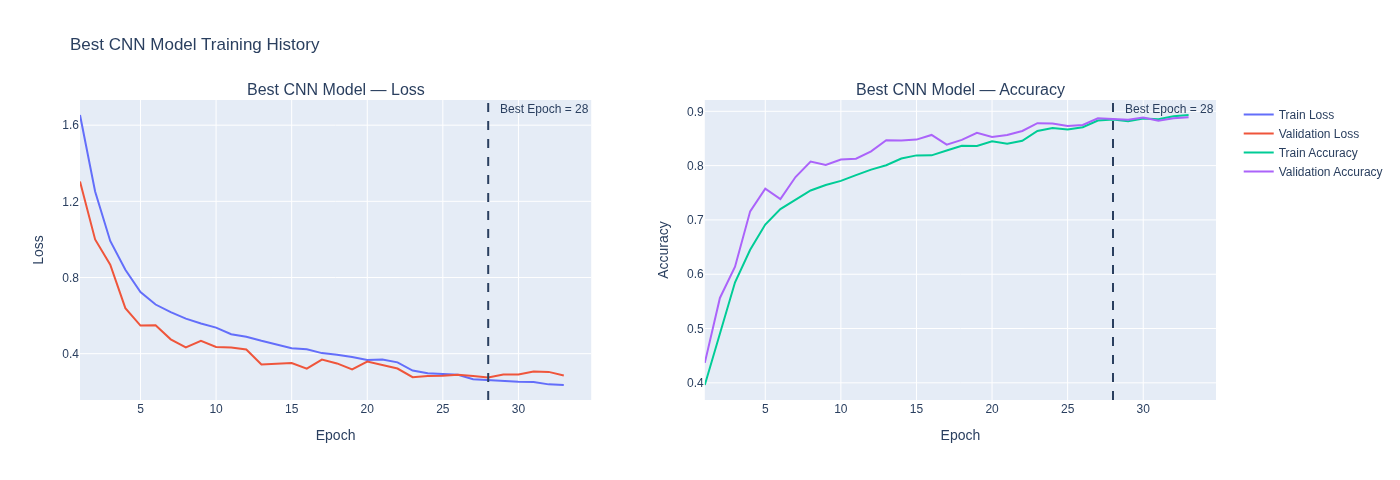 Best CNN Model Training History
Best CNN Model — Loss
Best Epoch = 28
1.6
1.2
0.8
0.4
Loss
5 10 15 20 25 30
Epoch
Best CNN Model — Accuracy
Best Epoch = 28
0.9
0.8
0.7
0.6
0.5
0.4
Accuracy
5 10 15 20 25 30
Epoch
Train Loss
Validation Loss
Train Accuracy
Validation Accuracy